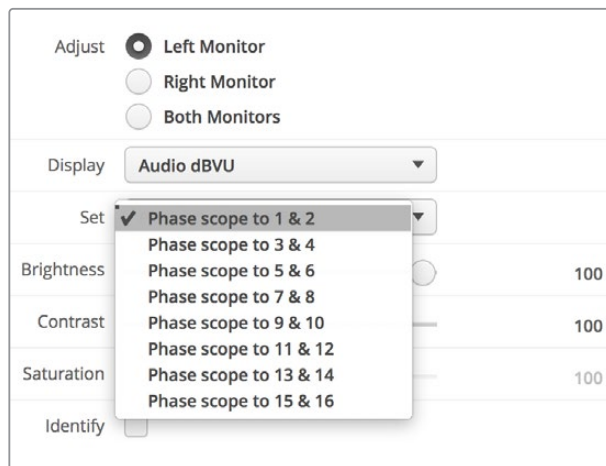 Adjust Left Monitor
Right Monitor
Both Monitors
Display Audio dBVU
Set ✓ Phase scope to 1 & 2
Phase scope to 3 & 4
Brightness Phase scope to 5 & 6 100
Phase scope to 7 & 8
Contrast Phase scope to 9 & 10 100
Phase scope to 11 & 12
Saturation Phase scope to 13 & 14 100
Phase scope to 15 & 16
Identify